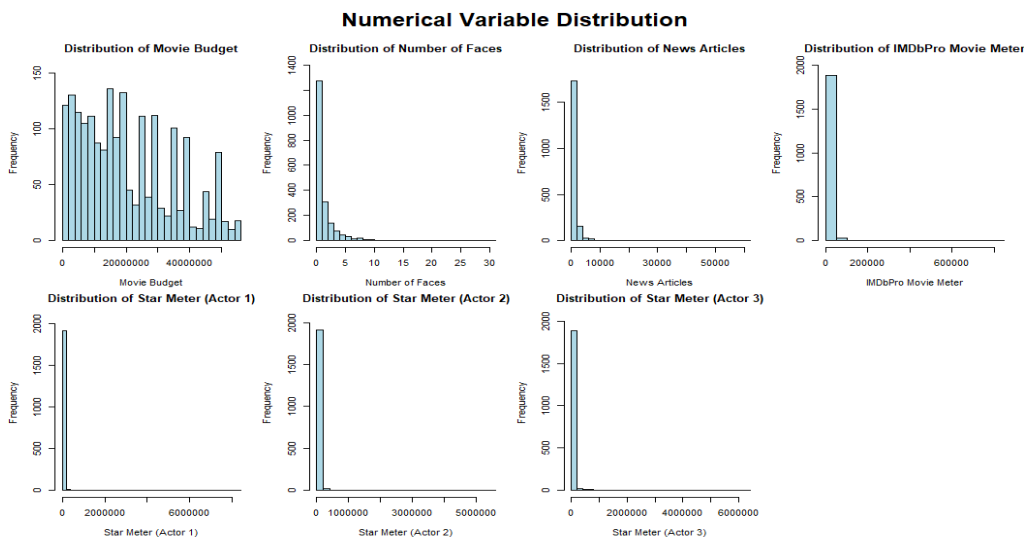 Numerical Variable Distribution
Distribution of Movie Budget
Frequency
0 50 100 150
0 20000000 40000000
Movie Budget
Distribution of Number of Faces
Frequency
0 200 400 600 800 1000 1400
0 5 10 15 20 25 30
Number of Faces
Distribution of News Articles
Frequency
0 500 1000 1500
0 10000 30000 50000
News Articles
Distribution of IMDbPro Movie Meter
Frequency
0 500 1000 1500 2000
0 200000 600000
IMDbPro Movie Meter
Distribution of Star Meter (Actor 1)
Frequency
0 500 1000 1500 2000
0 2000000 6000000
Star Meter (Actor 1)
Distribution of Star Meter (Actor 2)
Frequency
0 500 1000 1500 2000
0 1000000 3000000 5000000
Star Meter (Actor 2)
Distribution of Star Meter (Actor 3)
Frequency
0 500 1000 1500 2000
0 2000000 4000000 6000000
Star Meter (Actor 3)